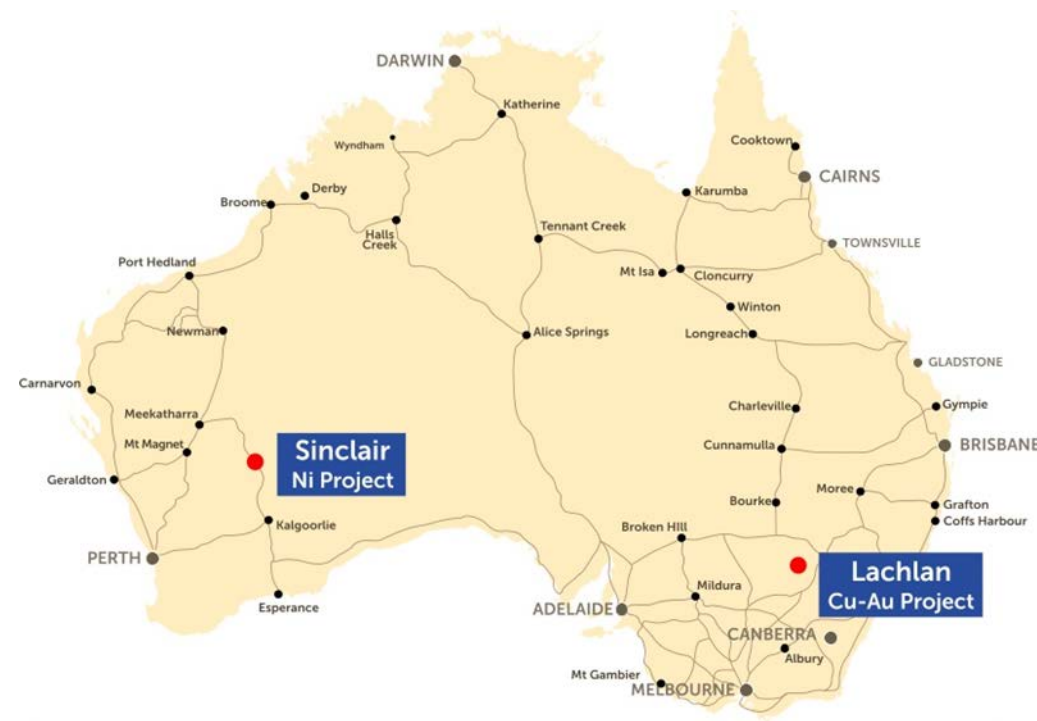 DARWIN
Katherine
Wyndham
Cooktown
CAIRNS
Derby
Broome
Karumba
Halls
Creek
Tennant Creek
TOWNSVILLE
Port Hedland
Mt Isa
Cloncurry
Winton
Newman
Alice Springs
Longreach
GLADSTONE
Carnarvon
Meekatharra
Charleville
Gympie
Mt Magnet
Sinclair
Ni Project
Cunnamulla
BRISBANE
Geraldton
Moree
Bourke
Grafton
Coffs Harbour
Kalgoorlie
Broken HIll
PERTH
Lachlan
Cu-Au Project
Esperance
Mildura
ADELAIDE
CANBERRA
Albury
Mt Gambier
MELBOURNE